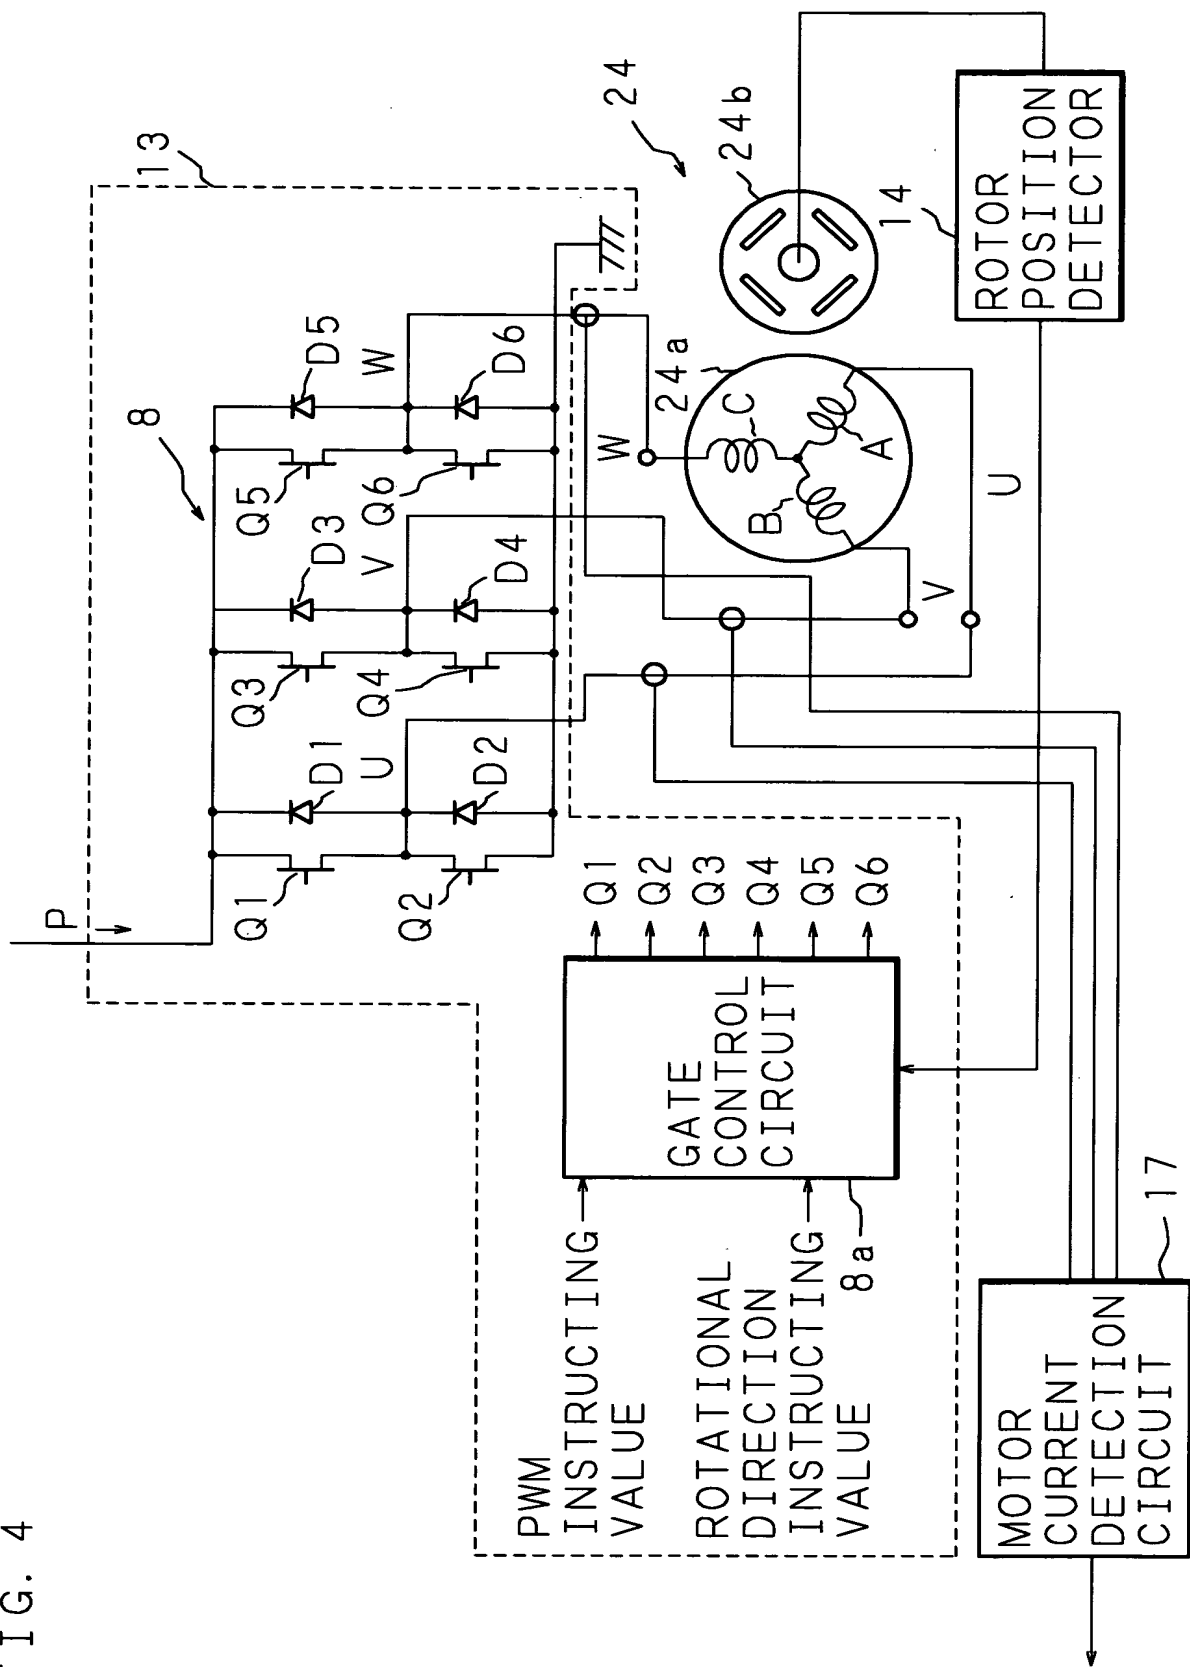 FIG. 4
P
8
13
Q1
D1
U
Q2
D2
Q3
D3
V
Q4
D4
Q5
D5
W
Q6
D6
PWM
INSTRUCTING
VALUE
ROTATIONAL
DIRECTION
INSTRUCTING
VALUE
8a
GATE
CONTROL
CIRCUIT
Q1
Q2
Q3
Q4
Q5
Q6
24
24a
24b
W
C
B
A
V
U
14
ROTOR
POSITION
DETECTOR
MOTOR
CURRENT
DETECTION
CIRCUIT
17